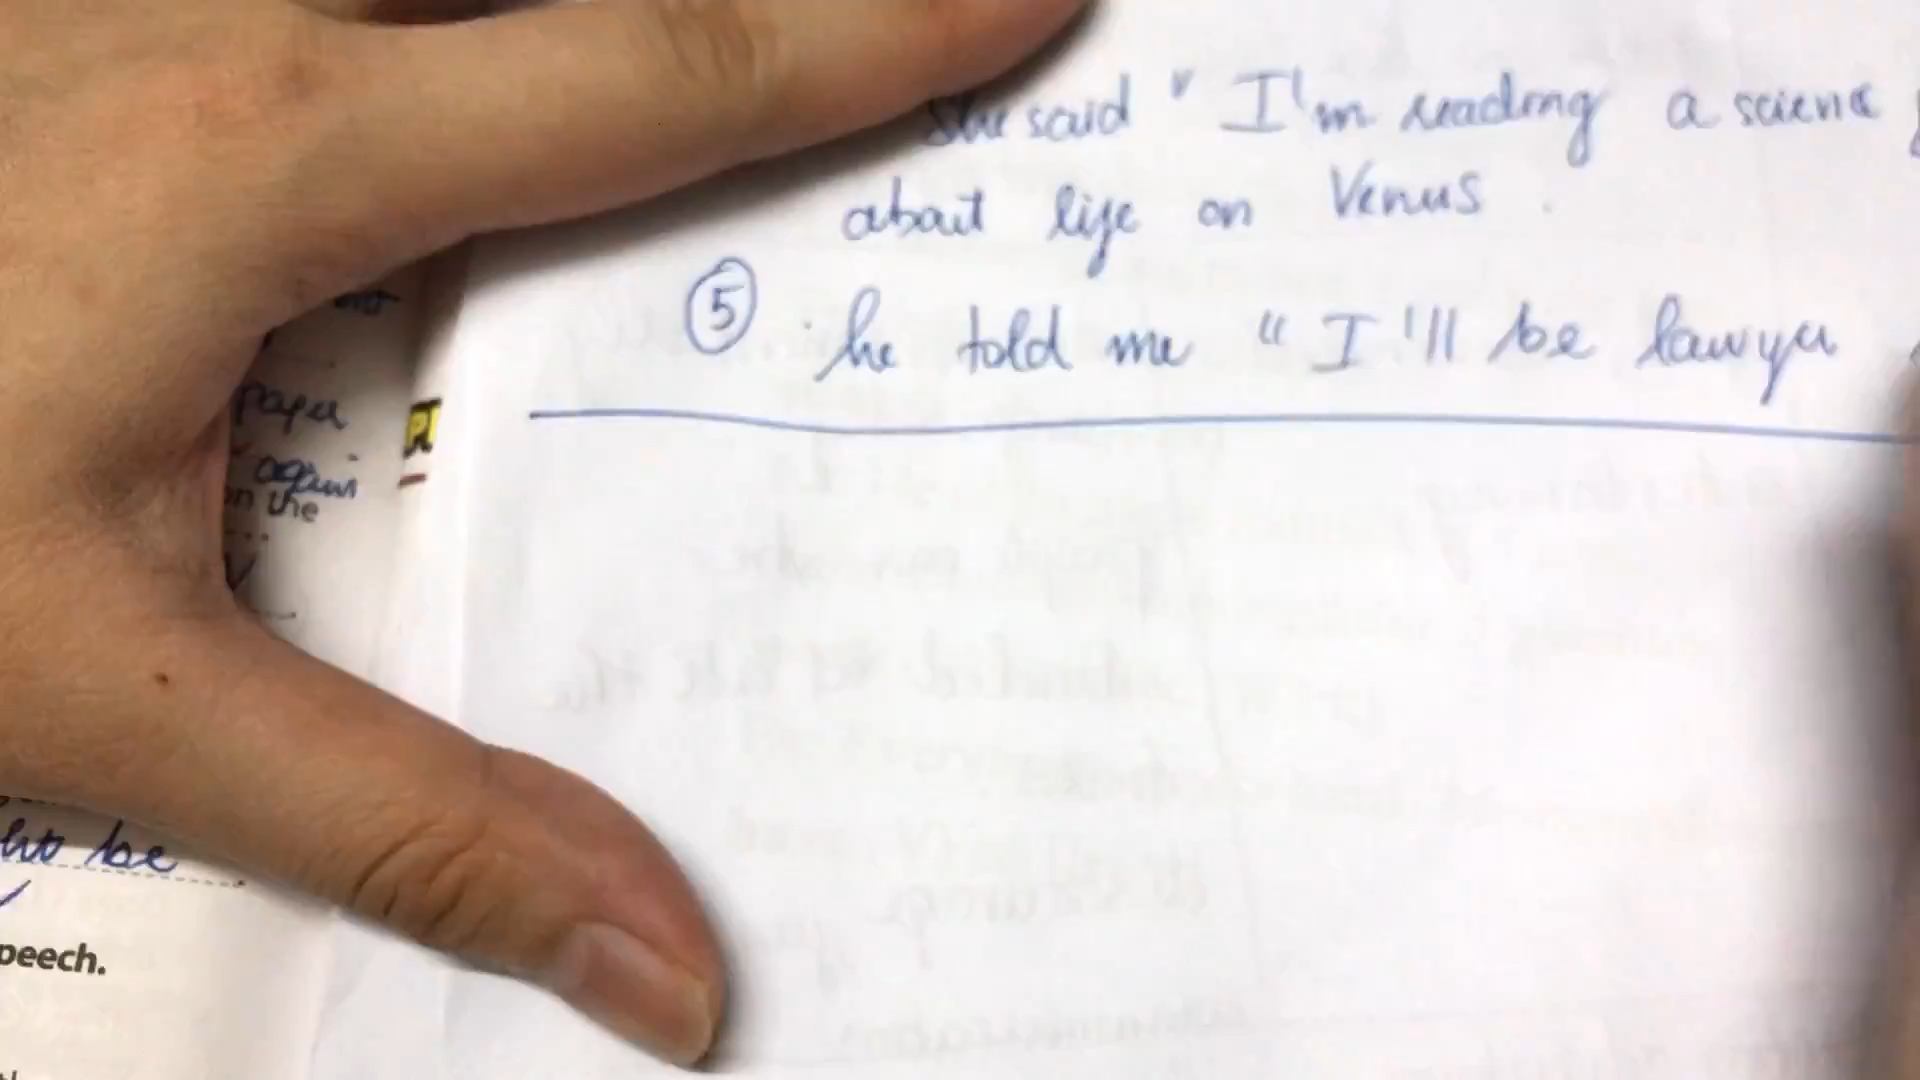 She said " I'm reading a science
about life on Venus .
⑤ he told me " I'll be lawyer
paper
again
on the
PT
be
peech.